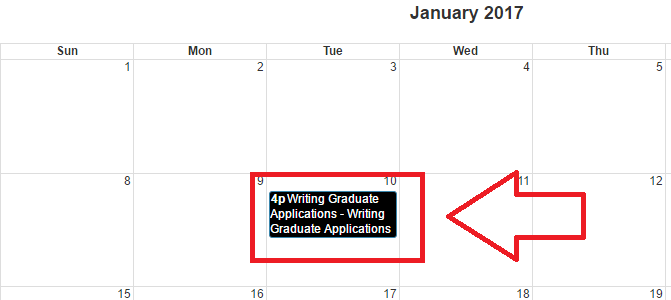 January 2017
Sun Mon Tue Wed Thu
1 2 3 4 5
8 9 10 11 12
4p Writing Graduate
Applications - Writing
Graduate Applications
15 16 17 18 19